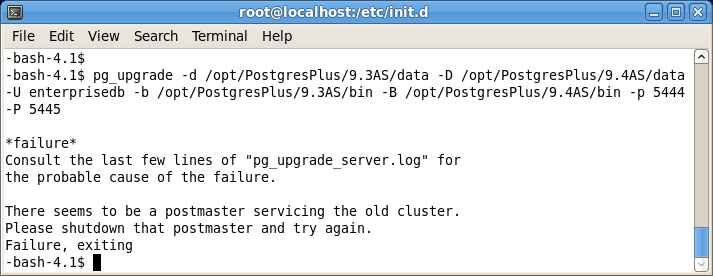 root@localhost:/etc/init.d
File Edit View Search Terminal Help
-bash-4.1$
-bash-4.1$ pg_upgrade -d /opt/PostgresPlus/9.3AS/data -D /opt/PostgresPlus/9.4AS/data
-U enterprisedb -b /opt/PostgresPlus/9.3AS/bin -B /opt/PostgresPlus/9.4AS/bin -p 5444
-P 5445
*failure*
Consult the last few lines of "pg_upgrade_server.log" for
the probable cause of the failure.
There seems to be a postmaster servicing the old cluster.
Please shutdown that postmaster and try again.
Failure, exiting
-bash-4.1$